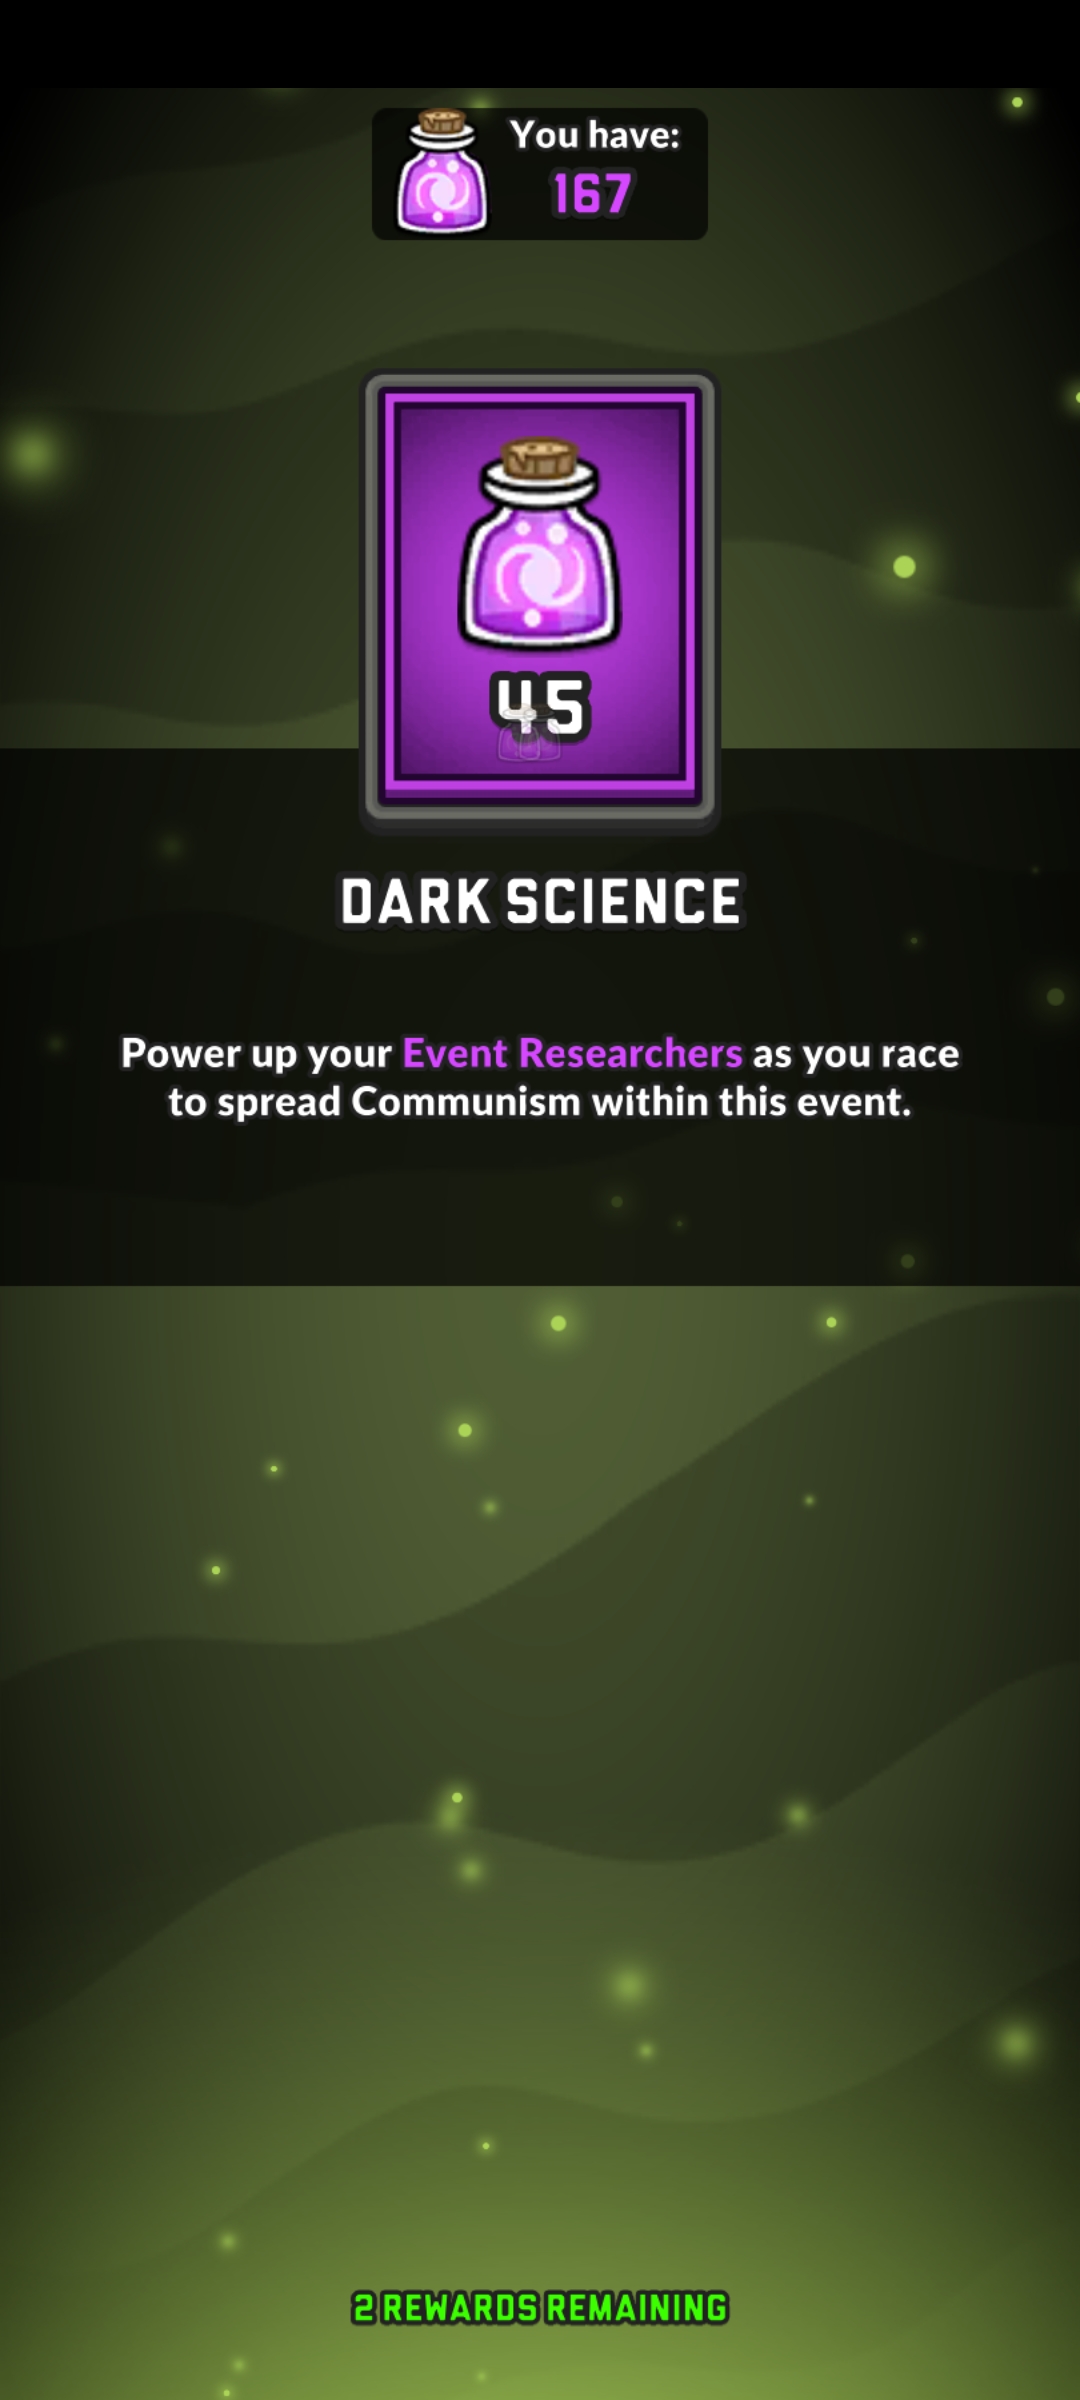 You have:
167
45
DARK SCIENCE
Power up your Event Researchers as you race
to spread Communism within this event.
2 REWARDS REMAINING